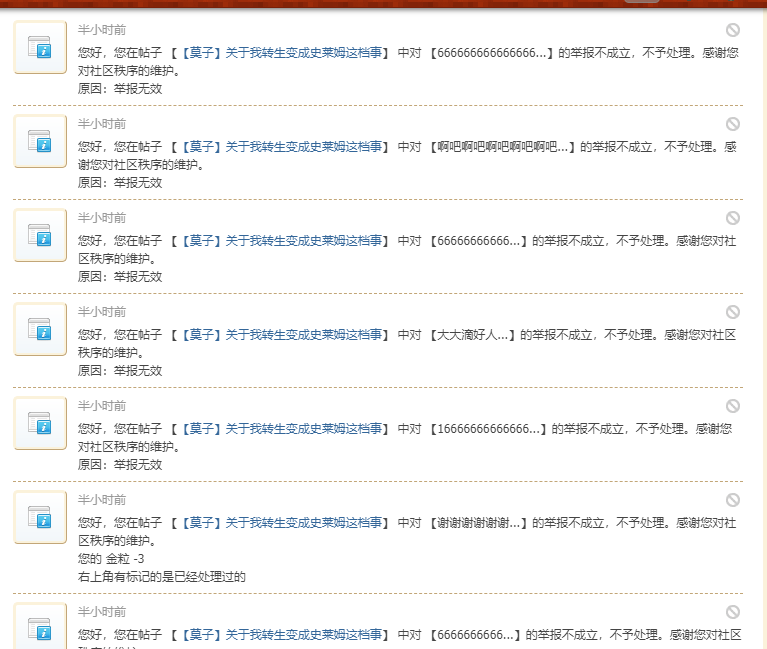 半小时前
您好，您在帖子 【【莫子】关于我转生变成史莱姆这档事】 中对 【666666666666666...】的举报不成立，不予处理。感谢您
对社区秩序的维护。
原因：举报无效
半小时前
您好，您在帖子 【【莫子】关于我转生变成史莱姆这档事】 中对 【啊吧啊吧啊吧啊吧啊吧...】的举报不成立，不予处理。感
谢您对社区秩序的维护。
原因：举报无效
半小时前
您好，您在帖子 【【莫子】关于我转生变成史莱姆这档事】 中对 【66666666666...】的举报不成立，不予处理。感谢您对社
区秩序的维护。
原因：举报无效
半小时前
您好，您在帖子 【【莫子】关于我转生变成史莱姆这档事】 中对 【大大滴好人...】的举报不成立，不予处理。感谢您对社区
秩序的维护。
原因：举报无效
半小时前
您好，您在帖子 【【莫子】关于我转生变成史莱姆这档事】 中对 【16666666666666...】的举报不成立，不予处理。感谢您
对社区秩序的维护。
原因：举报无效
半小时前
您好，您在帖子 【【莫子】关于我转生变成史莱姆这档事】 中对 【谢谢谢谢谢谢...】的举报不成立，不予处理。感谢您对社
区秩序的维护。
您的 金粒 -3
右上角有标记的是已经处理过的
半小时前
您好，您在帖子 【【莫子】关于我转生变成史莱姆这档事】 中对 【6666666666...】的举报不成立，不予处理。感谢您对社区